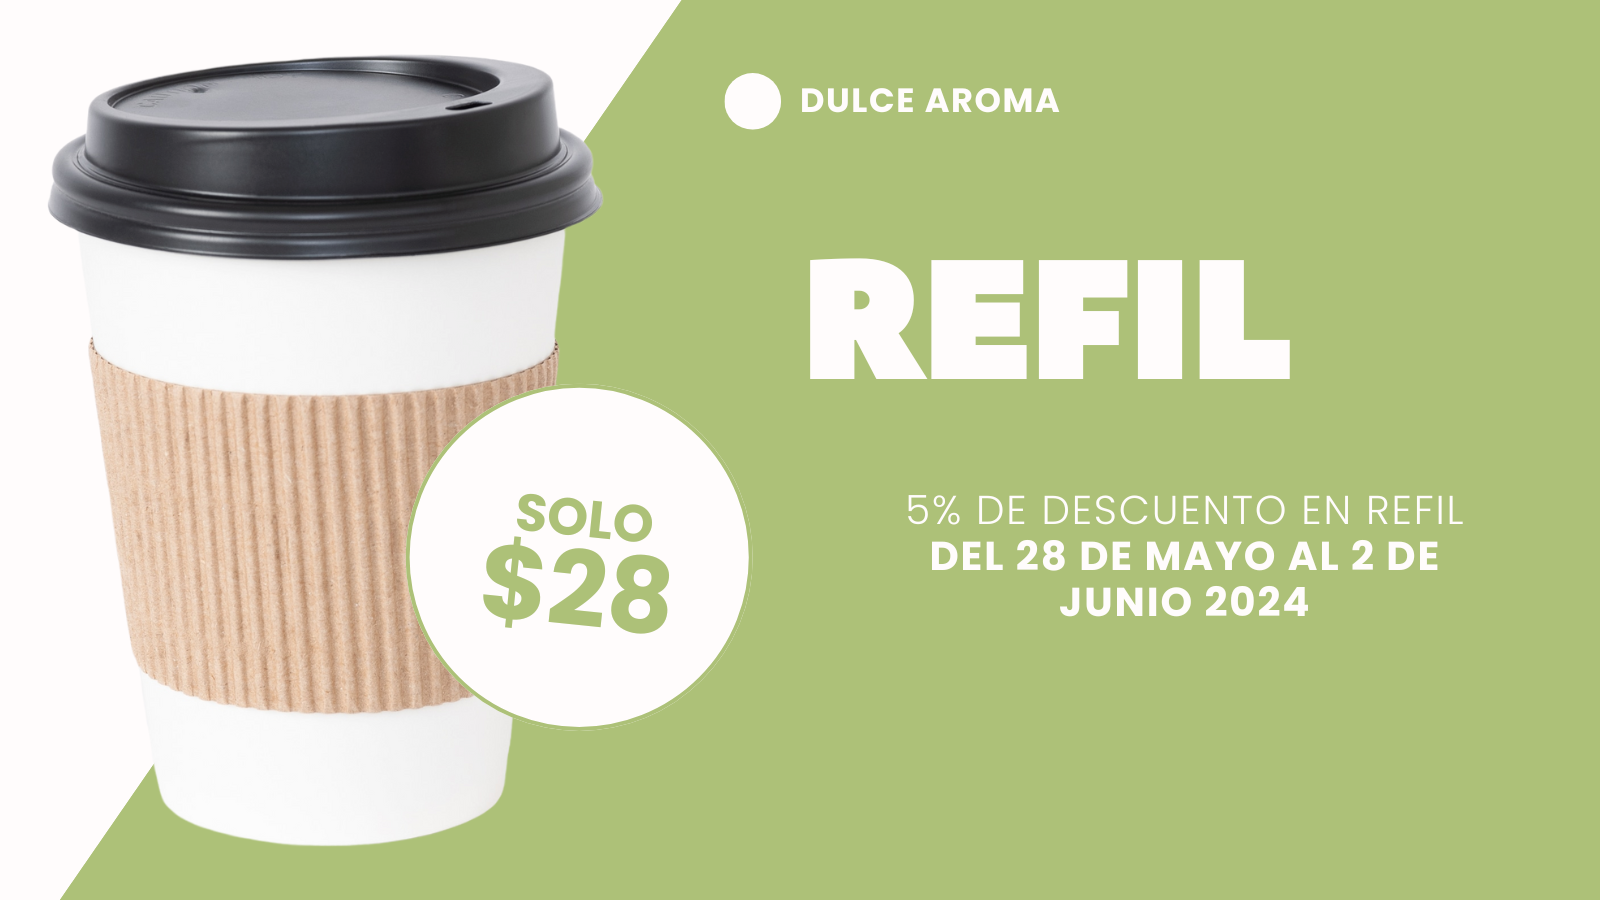 DULCE AROMA
REFIL
SOLO
$28
5% DE DESCUENTO EN REFIL
DEL 28 DE MAYO AL 2 DE
JUNIO 2024